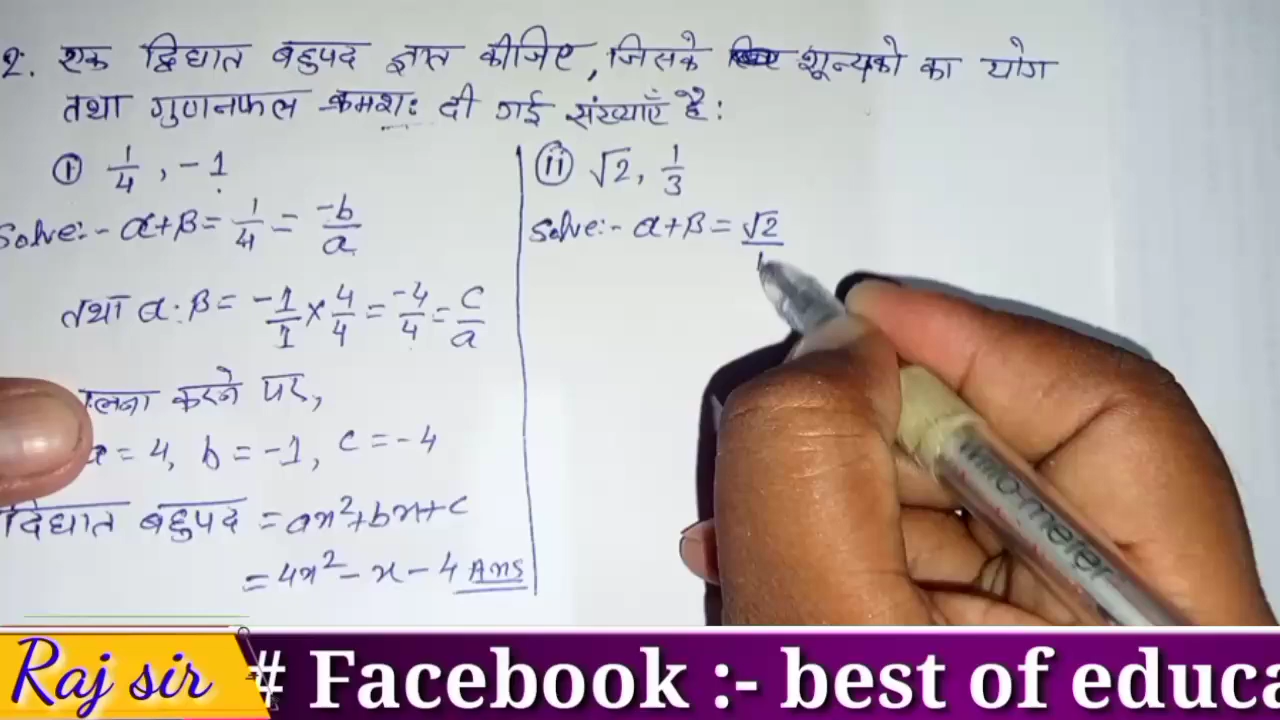 2. एक द्विघात बहुपद ज्ञात कीजिए, जिसके शून्यको का योग
तथा गुणनफल क्रमश: दी गई संख्याएँ है:
(i) 1/4, -1
Solve:- α+β = 1/4 = -b/a
तथा α.β = -1/1 × 4/4 = -4/4 = c/a
लना करने पर,
a = 4, b = -1, c = -4
द्विघात बहुपद = ax²+bx+c
= 4x² - x - 4 Ans
(ii) √2, 1/3
Solve:- α+β = √2/
Raj sir # Facebook :- best of educa